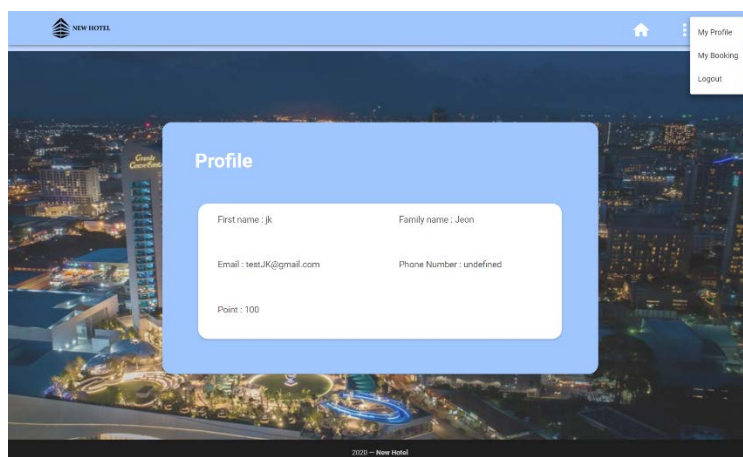 NEW HOTEL
My Profile
My Booking
Logout
Profile
First name : jk
Family name : Jeon
Email : testJK@gmail.com
Phone Number : undefined
Point : 100
2020 — New Hotel